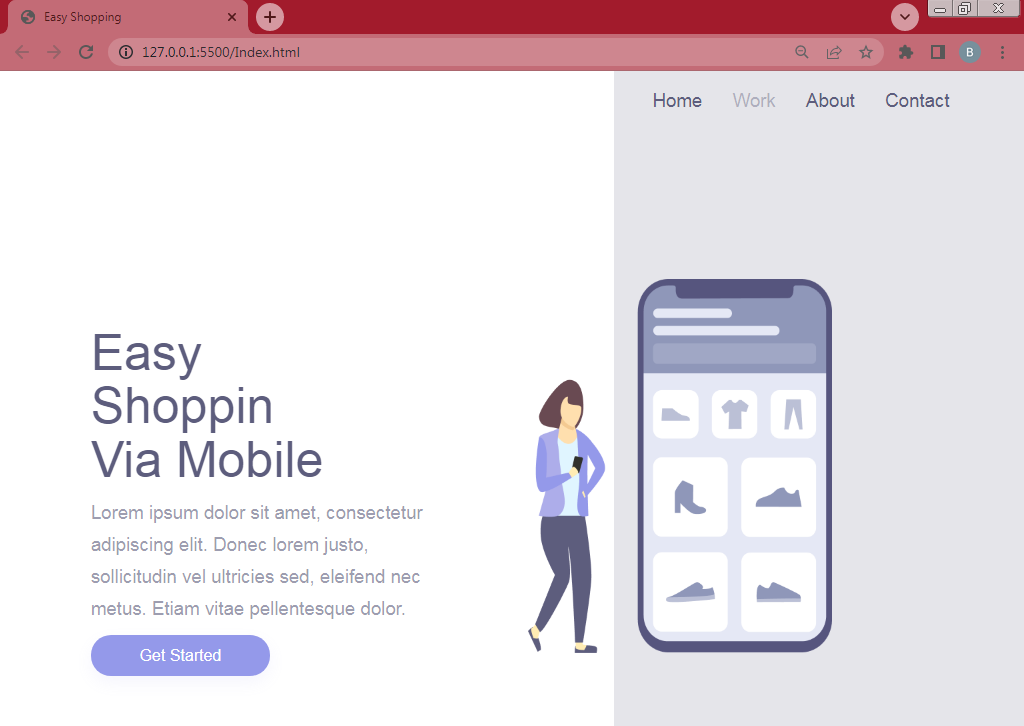 Easy Shopping
127.0.0.1:5500/Index.html
B
Home Work About Contact
Easy
Shoppin
Via Mobile
Lorem ipsum dolor sit amet, consectetur
adipiscing elit. Donec lorem justo,
sollicitudin vel ultricies sed, eleifend nec
metus. Etiam vitae pellentesque dolor.
Get Started